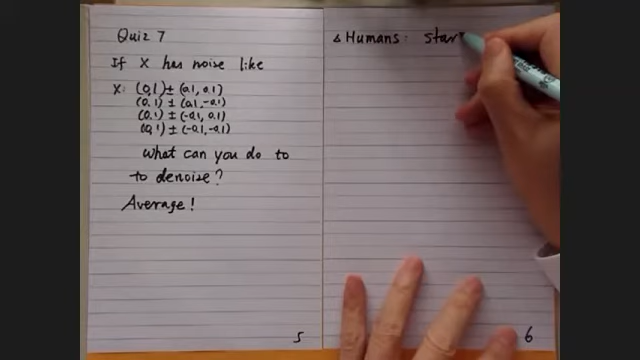 Quiz 7
If X has noise like
X: (0,1) ± (0.1, 0.1)
(0,1) ± (0.1, -0.1)
(0,1) ± (-0.1, 0.1)
(0,1) ± (-0.1, -0.1)
what can you do to
to denoize?
Average!
5
Δ Humans: star
6